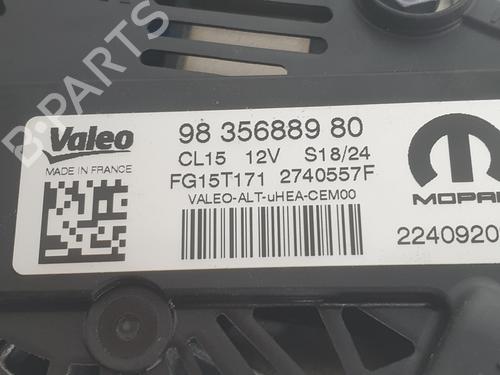 Valeo
MADE IN FRANCE
98 356889 80
CL15 12V S18/24
FG15T171 2740557F
VALEO-ALT-uHEA-CEM00
MOPAR
2240920
B-PARTS